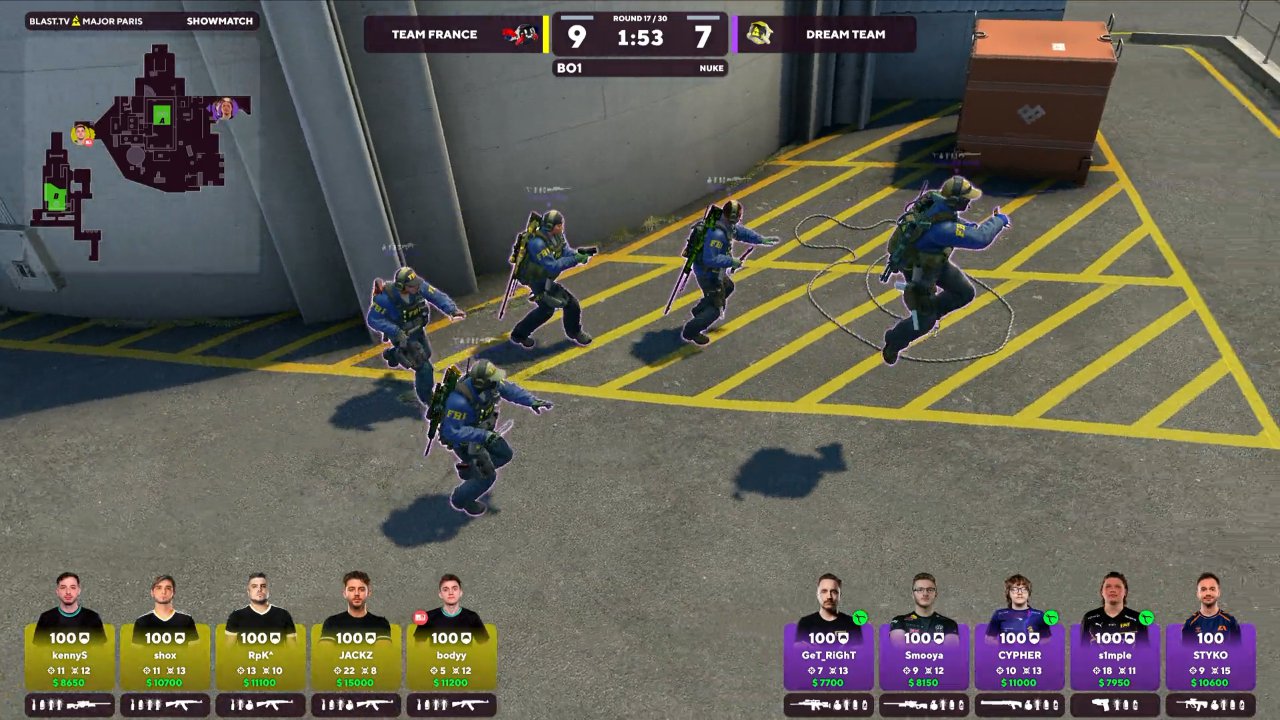 BLAST.TV MAJOR PARIS SHOWMATCH
TEAM FRANCE 9 ROUND 17 / 30 1:53 7 DREAM TEAM
BO1 NUKE
A
B
FBI
100 100 100 100 100 100 100 100 100 100
kennyS shox RpK^ JACKZ bodyy GeT_RiGhT Smooya CYPHER s1mple STYKO
11 12 11 13 13 10 22 8 5 12 7 13 9 12 10 13 18 11 9 15
$8650 $10700 $11100 $15000 $11200 $7700 $8150 $11000 $7950 $10600